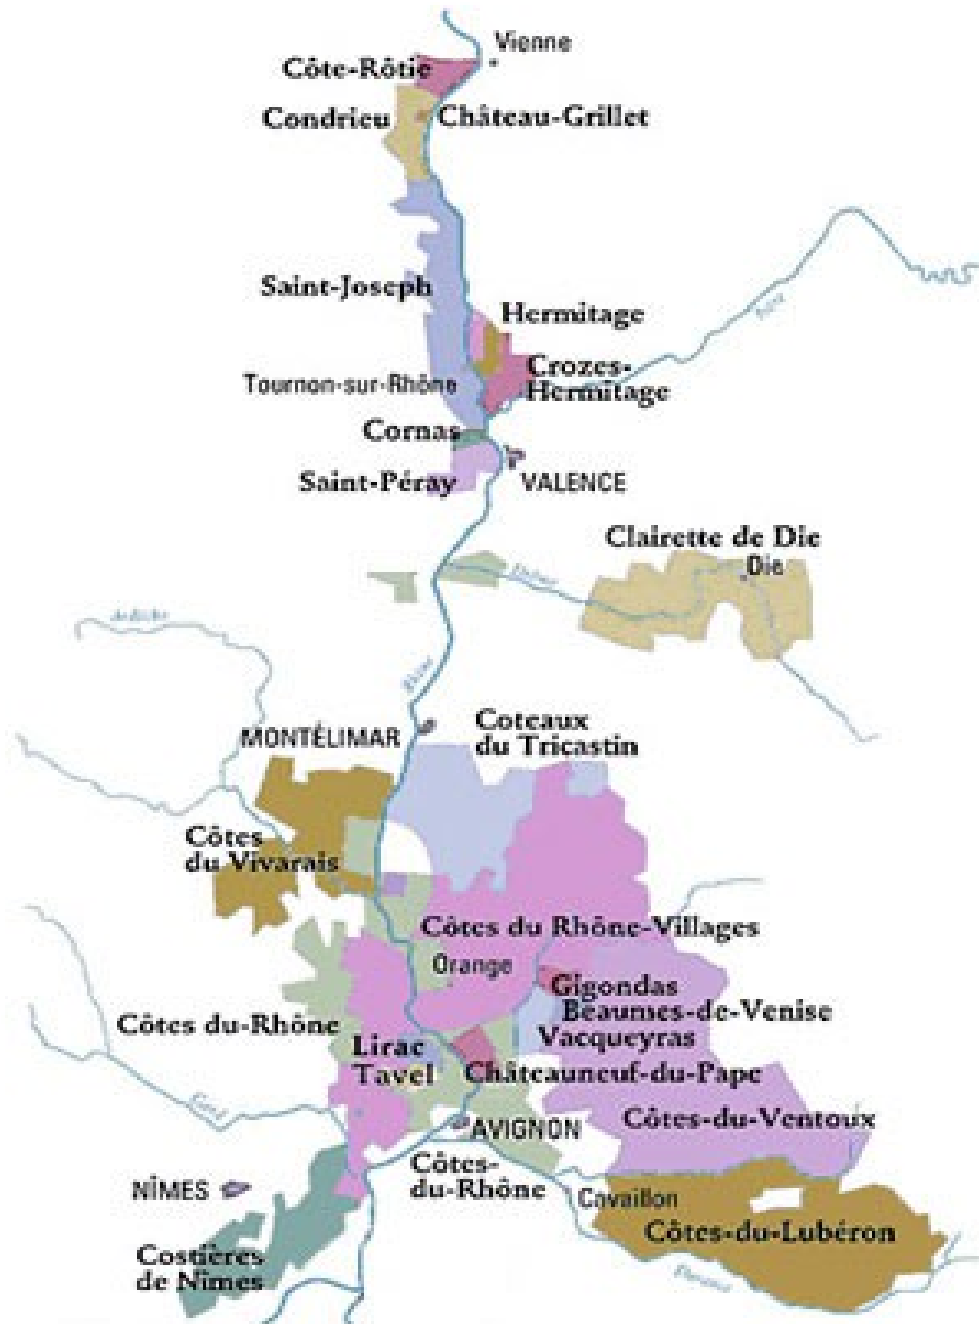 Vienne
Côte-Rôtie
Condrieu
Château-Grillet
Saint-Joseph
Hermitage
Isère
Crozes-
Hermitage
Tournon-sur-Rhône
Cornas
Saint-Péray
VALENCE
Clairette de Die
Die
Ardèche
Rhône
MONTÉLIMAR
Coteaux
du Tricastin
Côtes
du Vivarais
Côtes du Rhône-Villages
Orange
Gigondas
Beaumes-de-Venise
Vacqueyras
Côtes du-Rhône
Lirac
Tavel
Châteauneuf-du-Pape
Côtes-du-Ventoux
AVIGNON
Côtes-
du-Rhône
NÎMES
Cavaillon
Côtes-du-Lubéron
Costières
de Nîmes